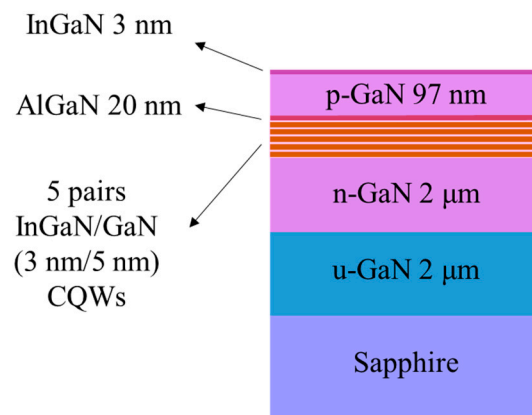 InGaN 3 nm
p-GaN 97 nm
AlGaN 20 nm
5 pairs
InGaN/GaN
(3 nm/5 nm)
CQWs
n-GaN 2 μm
u-GaN 2 μm
Sapphire